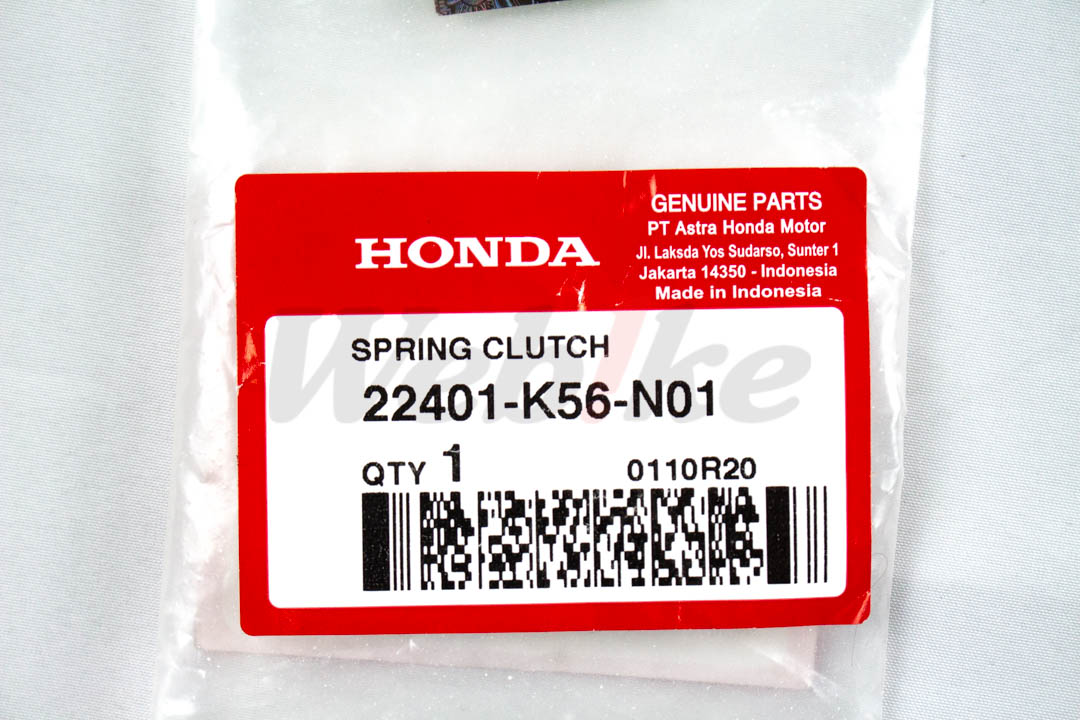 HONDA
GENUINE PARTS
PT Astra Honda Motor
Jl. Laksda Yos Sudarso, Sunter 1
Jakarta 14350 - Indonesia
Made in Indonesia
Webike
SPRING CLUTCH
22401-K56-N01
QTY 1
0110R20